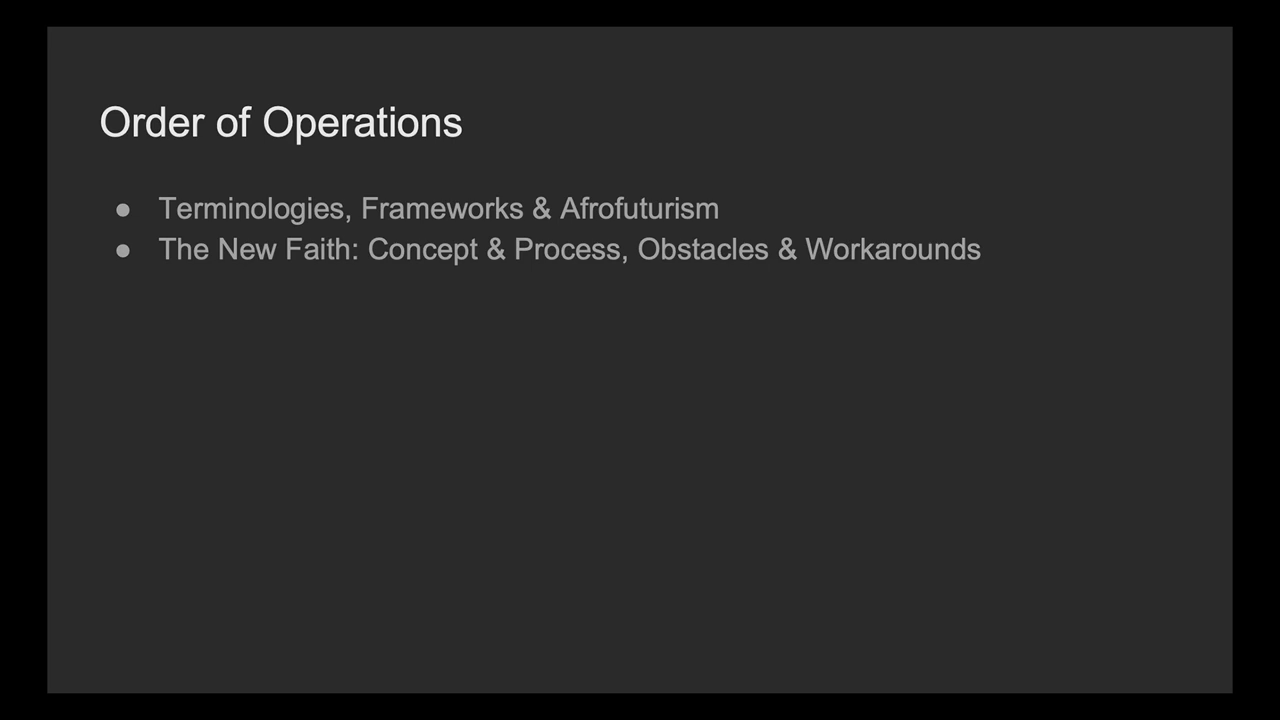 Order of Operations
● Terminologies, Frameworks & Afrofuturism
● The New Faith: Concept & Process, Obstacles & Workarounds